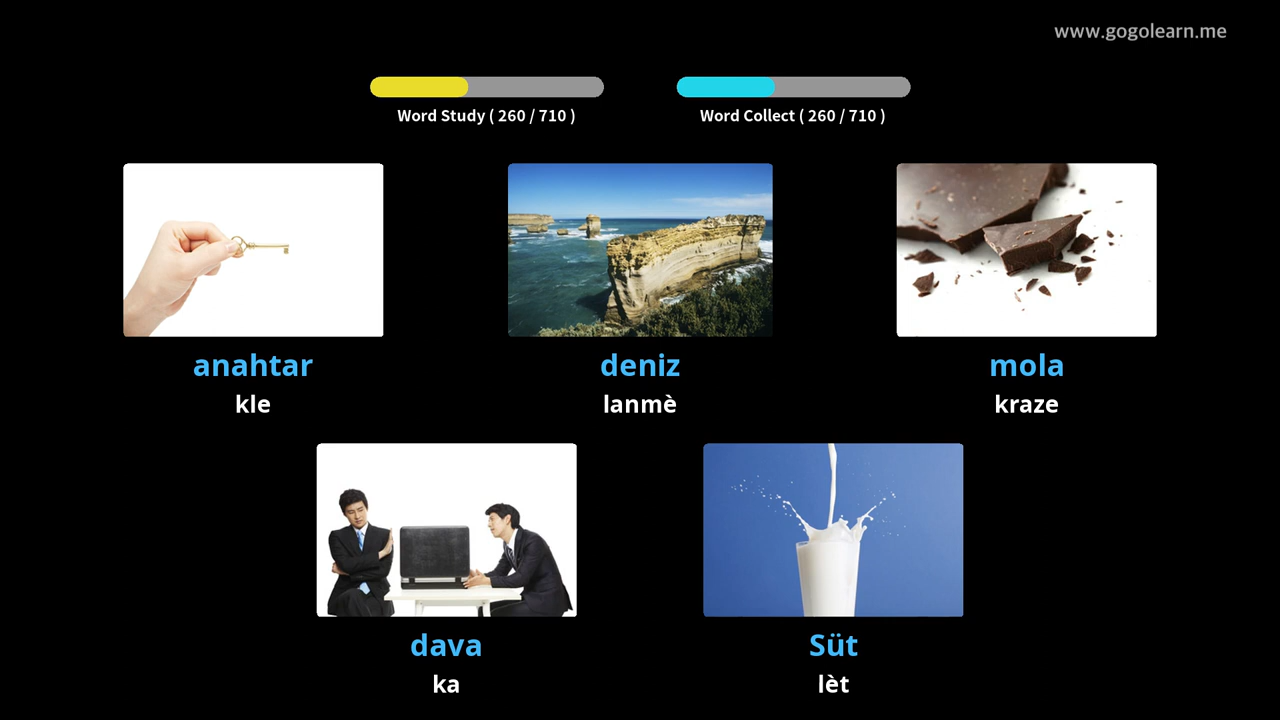 www.gogolearn.me
Word Study ( 260 / 710 )
Word Collect ( 260 / 710 )
anahtar
kle
deniz
lanmè
mola
kraze
dava
ka
Süt
lèt